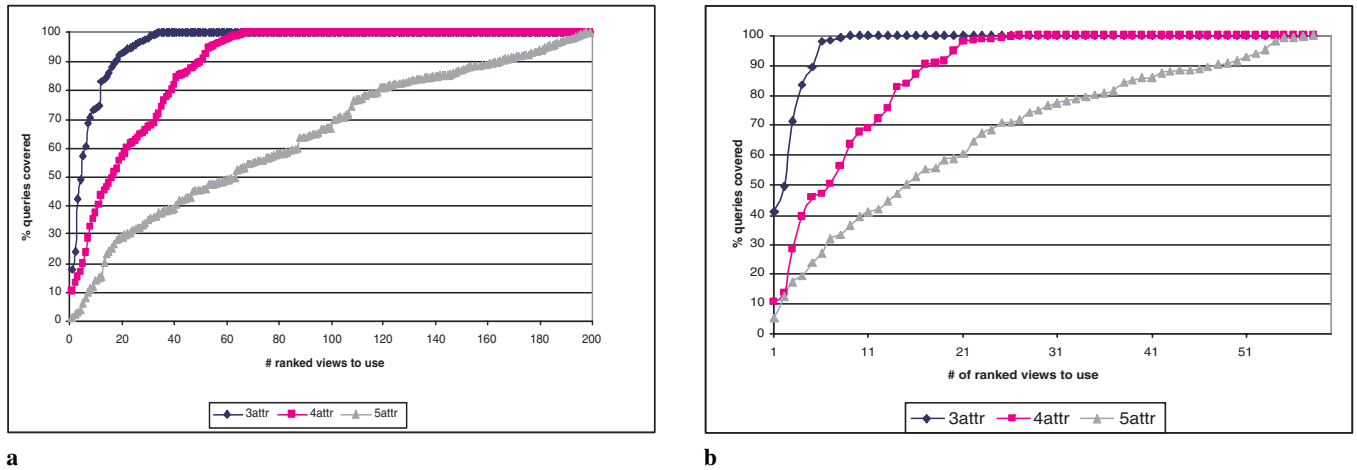 100
90
80
70
60
50
40
30
20
10
0
% queries covered
0 20 40 60 80 100 120 140 160 180 200
# ranked views to use
3attr 4attr 5attr
a
100
90
80
70
60
50
40
30
20
10
0
% queries covered
1 11 21 31 41 51
# of ranked views to use
3attr 4attr 5attr
b